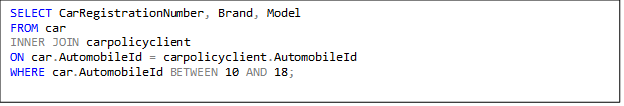 SELECT CarRegistrationNumber, Brand, Model
FROM car
INNER JOIN carpolicyclient
ON car.AutomobileId = carpolicyclient.AutomobileId
WHERE car.AutomobileId BETWEEN 10 AND 18;